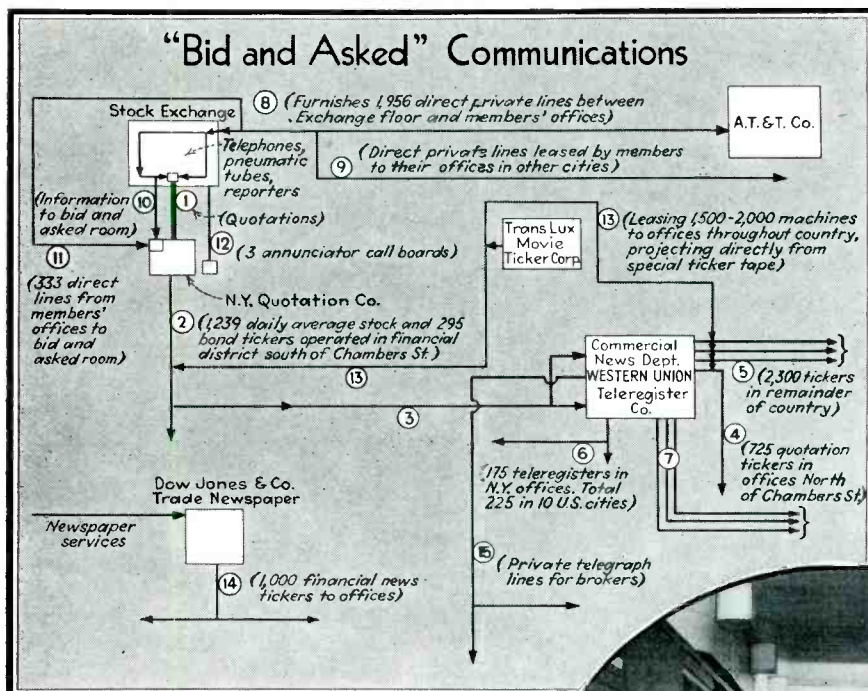 "Bid and Asked" Communications
Stock Exchange
8 (Furnishes 1,956 direct private lines between
Exchange floor and members' offices)
A.T. & T. Co.
Telephones,
pneumatic
tubes,
reporters
9 (Direct private lines leased by members
to their offices in other cities)
(Information
to bid and
asked room)
10
1
(Quotations)
12
(3 annunciator call boards)
11
(333 direct
lines from
members'
offices to
bid and
asked room)
Trans Lux
Movie
Ticker Corp.
13 (Leasing 1,500-2,000 machines
to offices throughout country,
projecting directly from
special ticker tape)
N.Y. Quotation Co.
2 (1,239 daily average stock and 295
bond tickers operated in financial
district south of Chambers St.)
13
3
Commercial
News Dept.
WESTERN UNION
Teleregister
Co.
5 (2,300 tickers
in remainder
of country)
4
(725 quotation
tickers in
offices North
of Chambers St.)
6
175 teleregisters in
N.Y. offices. Total
225 in 10 U.S. cities)
7
Dow Jones & Co.
Trade Newspaper
Newspaper
services
14 (1,000 financial news
tickers to offices)
15 (Private telegraph
lines for brokers)